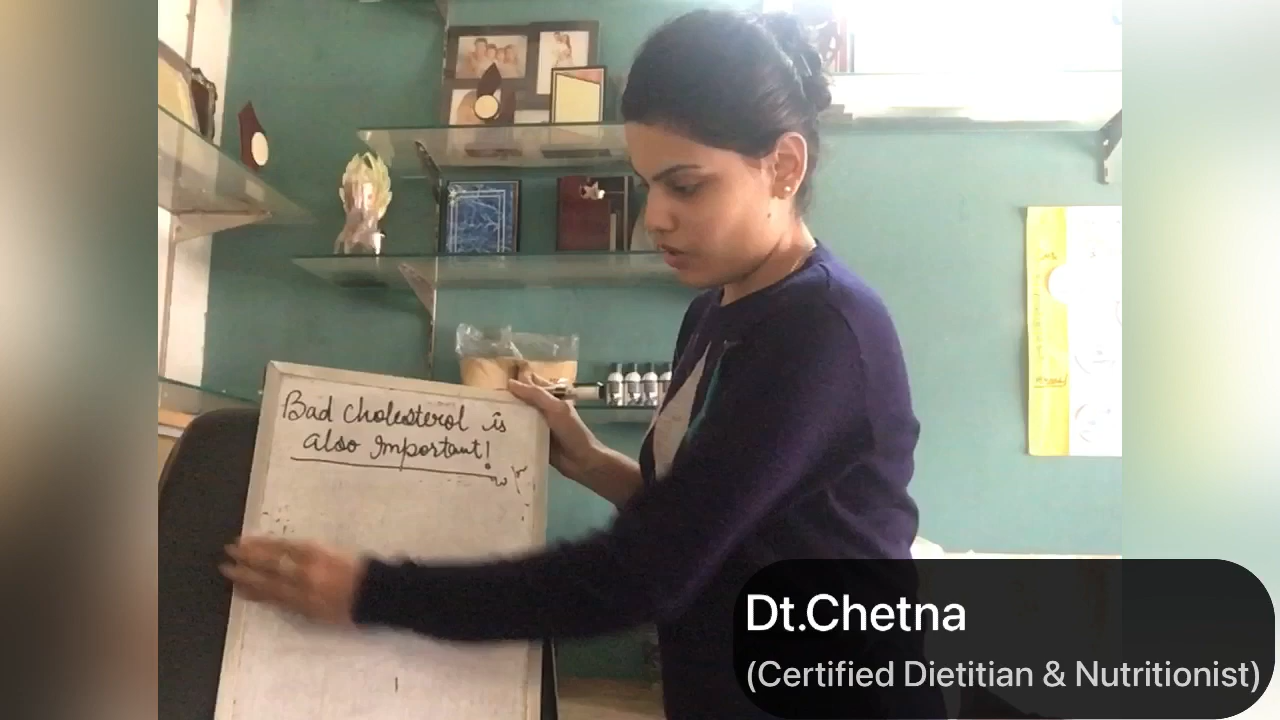 Bad Cholesterol is
also Important!
Dt.Chetna
(Certified Dietitian & Nutritionist)